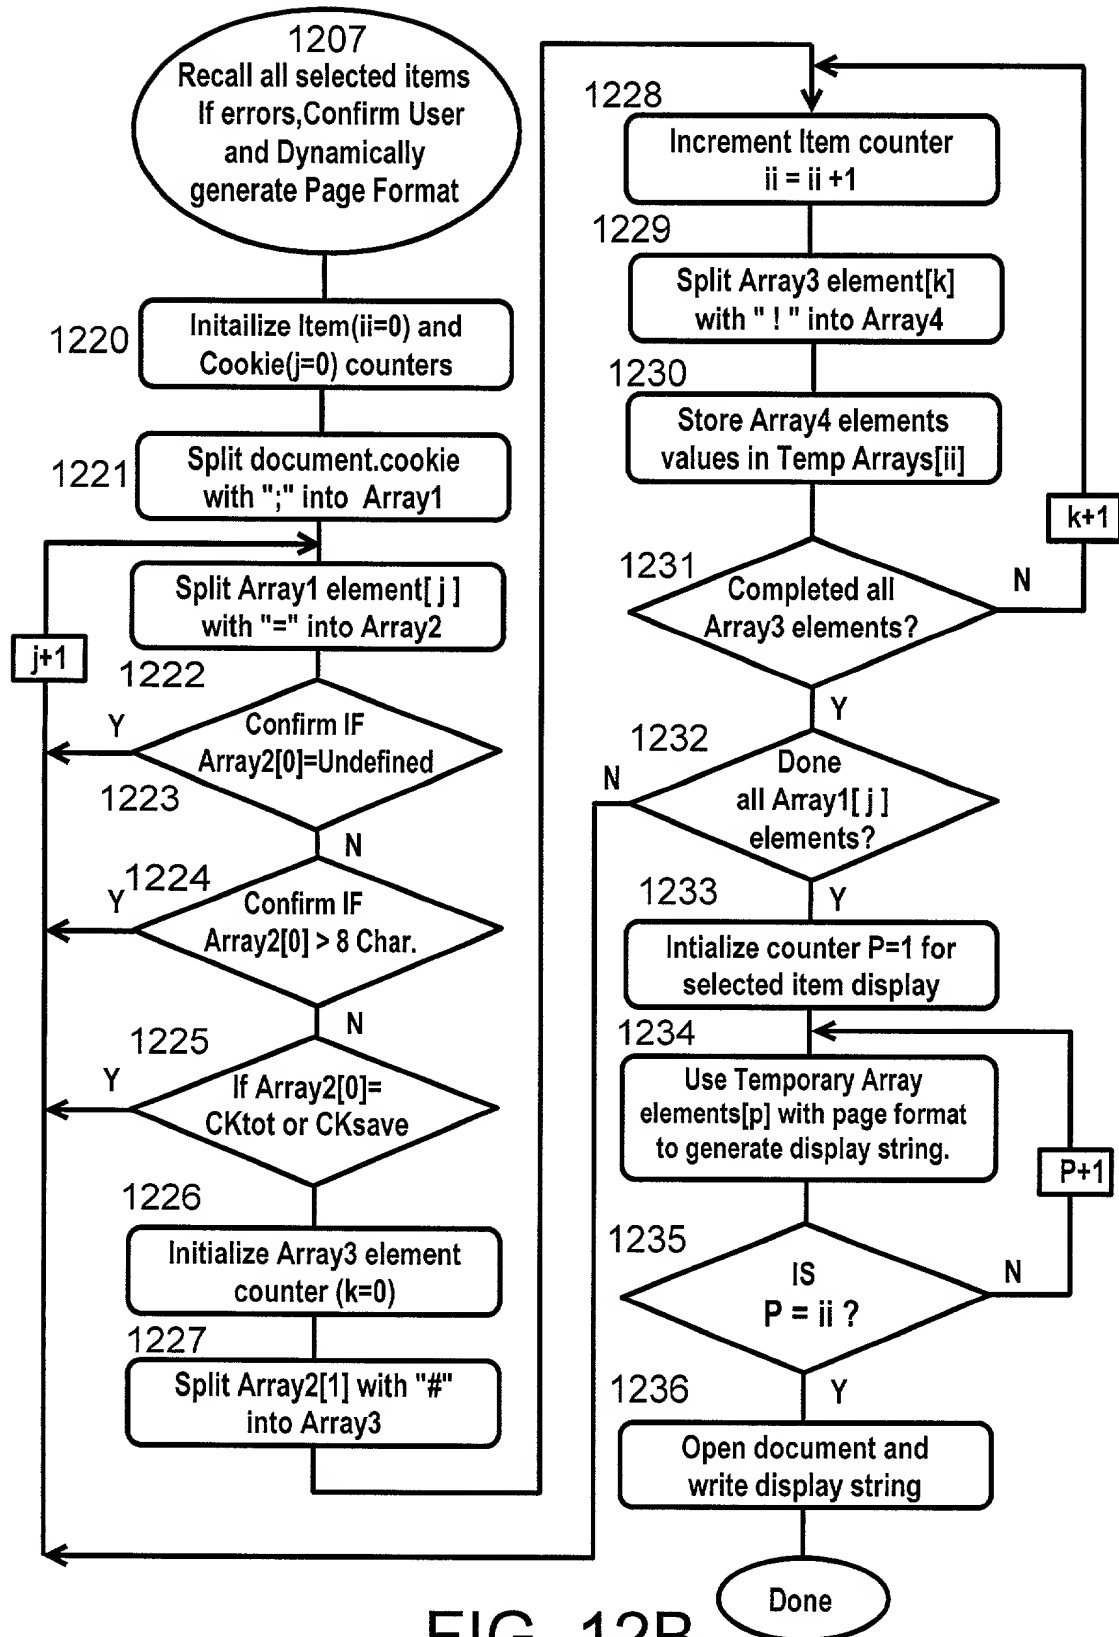 1207
Recall all selected items
If errors,Confirm User
and Dynamically
generate Page Format
1220
Initailize Item(ii=0) and
Cookie(j=0) counters
1221
Split document.cookie
with ";" into Array1
Split Array1 element[ j ]
with "=" into Array2
j+1
1222
Y
Confirm IF
Array2[0]=Undefined
1223
N
1224
Y
Confirm IF
Array2[0] > 8 Char.
N
1225
Y
If Array2[0]=
CKtot or CKsave
1226
Initialize Array3 element
counter (k=0)
1227
Split Array2[1] with "#"
into Array3
1228
Increment Item counter
ii = ii +1
1229
Split Array3 element[k]
with " ! " into Array4
1230
Store Array4 elements
values in Temp Arrays[ii]
k+1
1231
Completed all
Array3 elements?
N
Y
1232
N
Done
all Array1[ j ]
elements?
1233
Y
Intialize counter P=1 for
selected item display
1234
Use Temporary Array
elements[p] with page format
to generate display string.
P+1
1235
IS
P = ii ?
N
1236
Y
Open document and
write display string
Done
FIG. 12B